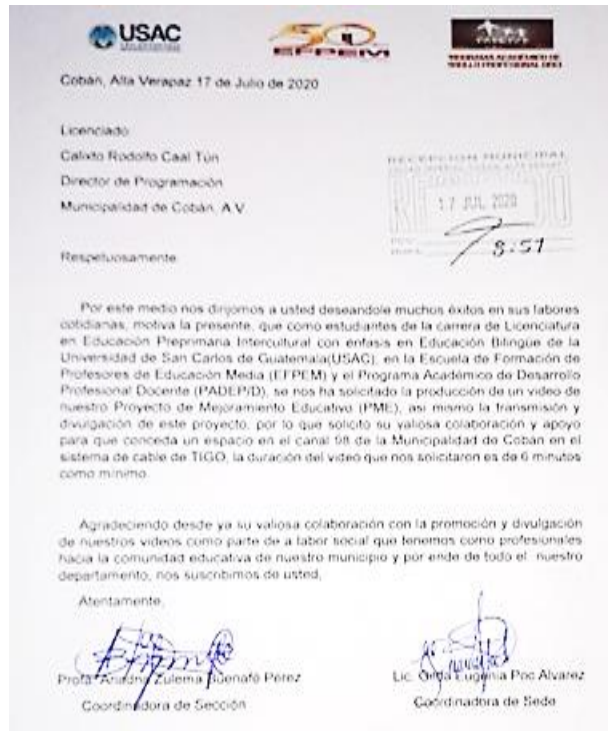 USAC
50
EFPEM
Cobán, Alta Verapaz 17 de Julio de 2020
Licenciado
Calixto Rodolfo Caal Tún
Director de Programación
Municipalidad de Cobán, A.V
RECEPCION MUNICIPAL
17 JUL 2020
8:57
Respetuosamente
Por este medio nos dirijomos a usted deseandole muchos éxitos en sus labores
cotidianas, motiva la presente, que como estudiantes de la carrera de Licenciatura
en Educación Preprimaria Intercultural con énfasis en Educación Bilingüe de la
Universidad de San Carlos de Guatemala(USAC), en la Escuela de Formación de
Profesores de Educación Media (EFPEM) y el Programa Académico de Desarrollo
Profesional Docente (PADEP/D), se nos ha solicitado la producción de un video de
nuestro Proyecto de Mejoramiento Educativo (PME), asi mismo la transmisión y
divulgación de este proyecto, por lo que solicito su valiosa colaboración y apoyo
para que conceda un espacio en el canal 98 de la Municipalidad de Cobán en el
sistema de cable de TIGO, la duración del video que nos solicitaron es de 6 minutos
como mínimo.
Agradeciendo desde ya su valiosa colaboración con la promoción y divulgación
de nuestros videos como parte de a labor social que tenemos como profesionales
hacia la comunidad educativa de nuestro municipio y por ende de todo el nuestro
departamento, nos suscribimos de usted,
Atentamente,
Profa. Ariadna Zulema Buenafé Pérez
Lic. Gilda Eugenia Poc Alvarez
Coordinadora de Sección
Coordinadora de Sede